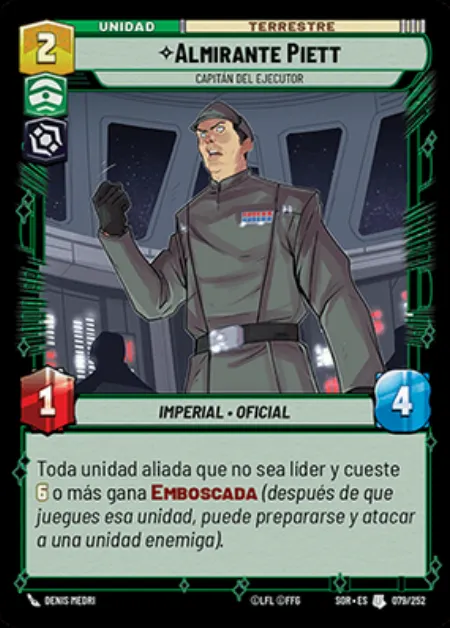 UNIDAD
TERRESTRE
2
✧ALMIRANTE PIETT
CAPITÁN DEL EJECUTOR
1
IMPERIAL • OFICIAL
4
Toda unidad aliada que no sea líder y cueste
6 o más gana EMBOSCADA (después de que
juegues esa unidad, puede prepararse y atacar
a una unidad enemiga).
DENIS MEDRI
©LFL ©FFG
SOR • ES
079/252